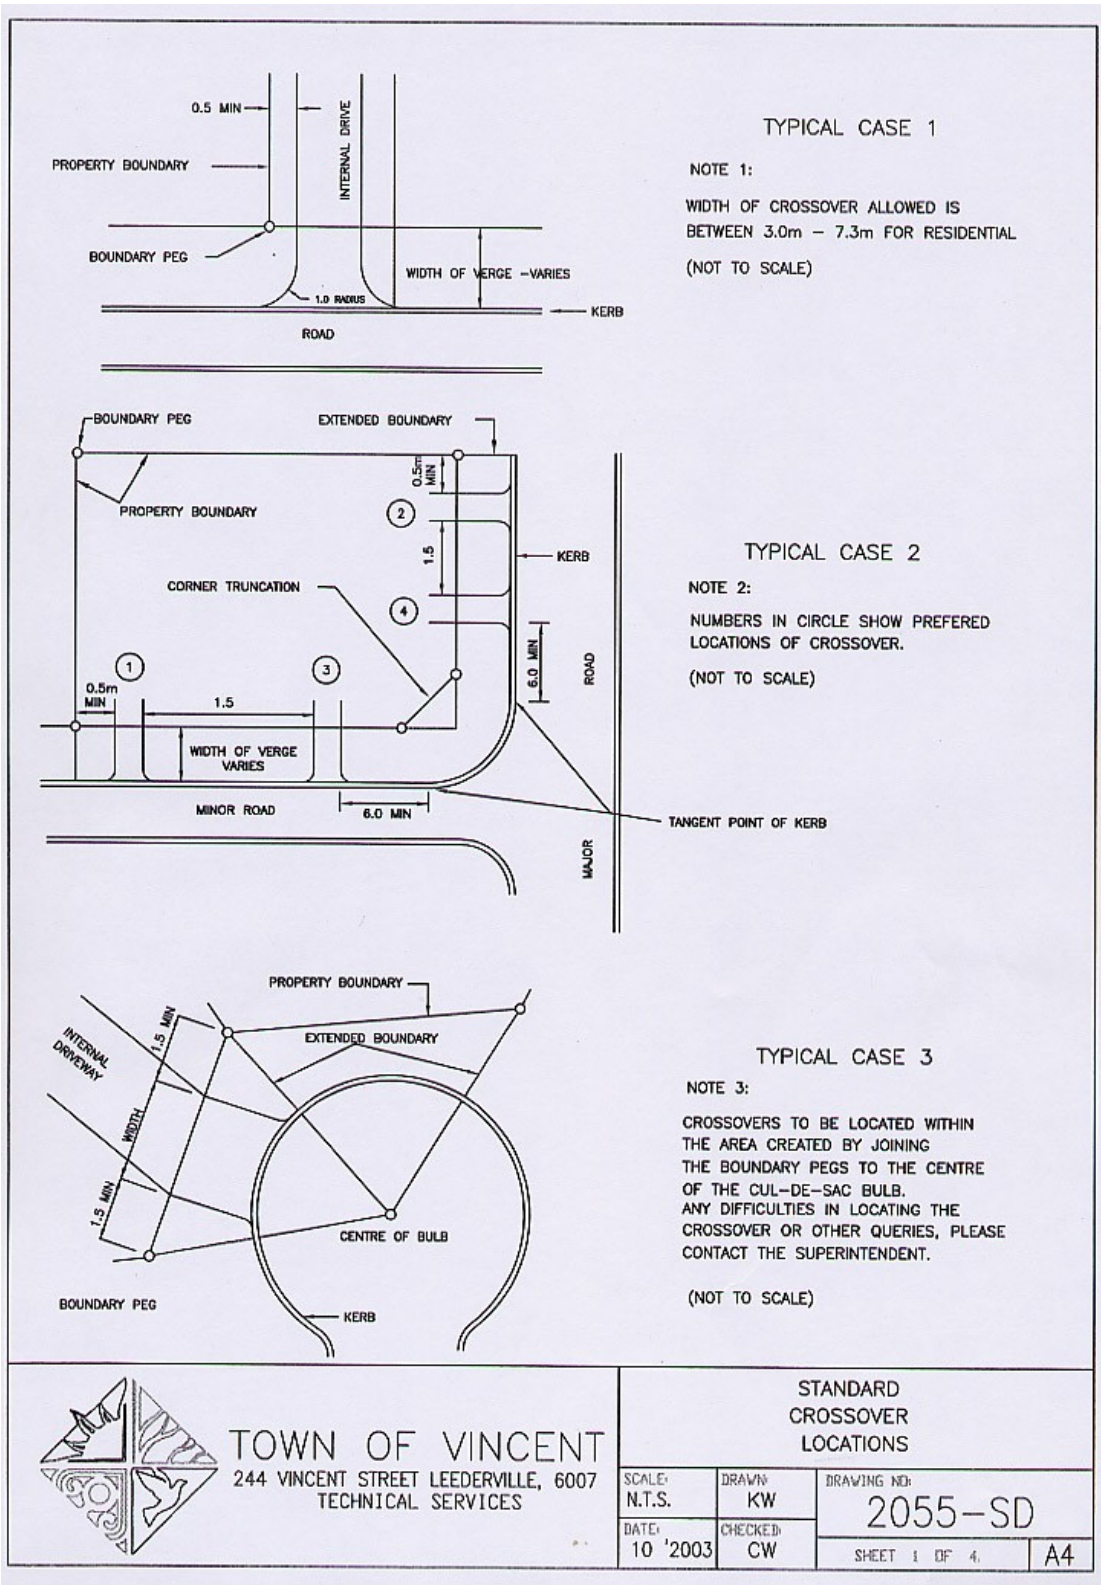 0.5 MIN
INTERNAL DRIVE
PROPERTY BOUNDARY
BOUNDARY PEG
WIDTH OF VERGE -VARIES
1.0 RADIUS
KERB
ROAD
TYPICAL CASE 1
NOTE 1:
WIDTH OF CROSSOVER ALLOWED IS
BETWEEN 3.0m - 7.3m FOR RESIDENTIAL
(NOT TO SCALE)
BOUNDARY PEG
EXTENDED BOUNDARY
0.5m
MIN
PROPERTY BOUNDARY
2
1.5
KERB
CORNER TRUNCATION
4
1
3
0.5m
MIN
1.5
6.0 MIN
ROAD
WIDTH OF VERGE
VARIES
MINOR ROAD
6.0 MIN
TANGENT POINT OF KERB
MAJOR
TYPICAL CASE 2
NOTE 2:
NUMBERS IN CIRCLE SHOW PREFERED
LOCATIONS OF CROSSOVER.
(NOT TO SCALE)
PROPERTY BOUNDARY
EXTENDED BOUNDARY
1.5 MIN
INTERNAL
DRIVEWAY
WIDTH
1.5 MIN
CENTRE OF BULB
BOUNDARY PEG
KERB
TYPICAL CASE 3
NOTE 3:
CROSSOVERS TO BE LOCATED WITHIN
THE AREA CREATED BY JOINING
THE BOUNDARY PEGS TO THE CENTRE
OF THE CUL-DE-SAC BULB.
ANY DIFFICULTIES IN LOCATING THE
CROSSOVER OR OTHER QUERIES, PLEASE
CONTACT THE SUPERINTENDENT.
(NOT TO SCALE)
TOWN OF VINCENT
244 VINCENT STREET LEEDERVILLE, 6007
TECHNICAL SERVICES
STANDARD
CROSSOVER
LOCATIONS
SCALE:
N.T.S.
DRAWN:
KW
DRAWING NO:
2055-SD
DATE:
10 '2003
CHECKED:
CW
SHEET 1 OF 4.
A4